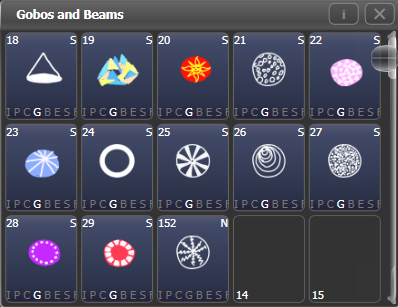 Gobos and Beams i
18 S 19 S 20 S 21 S 22 S
IPCGBESF IPCGBESF IPCGBESF IPCGBESF IPCGBESF
23 S 24 S 25 S 26 S 27 S
IPCGBESF IPCGBESF IPCGBESF IPCGBESF IPCGBESF
28 S 29 S 152 N
IPCGBESF IPCGBESF IPCGBESF 14 15